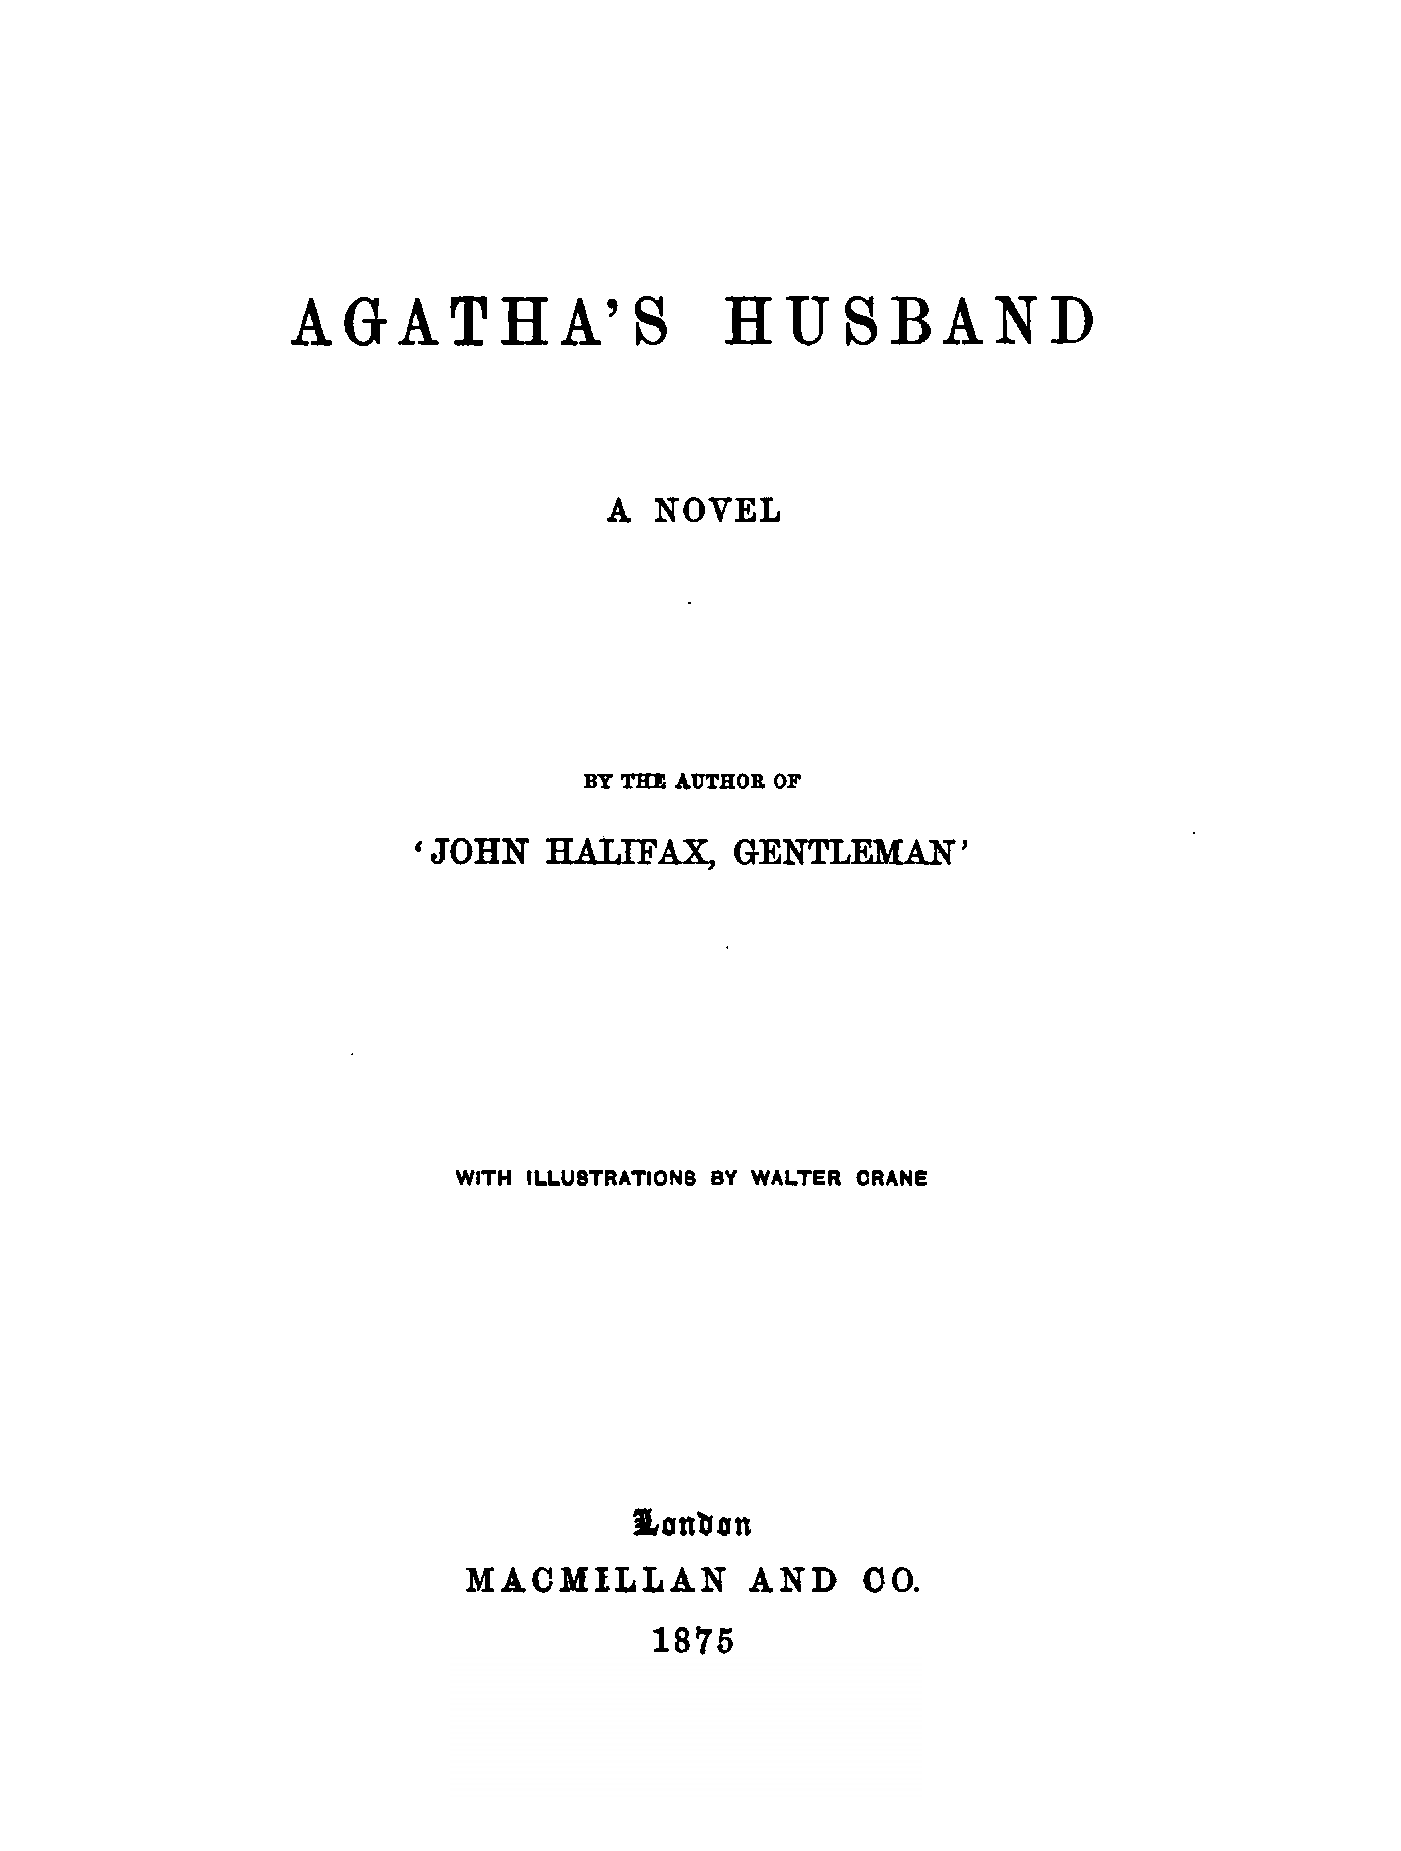 AGATHA'S HUSBAND
A NOVEL
BY THE AUTHOR OF
'JOHN HALIFAX, GENTLEMAN'
WITH ILLUSTRATIONS BY WALTER CRANE
London
MACMILLAN AND CO.
1875